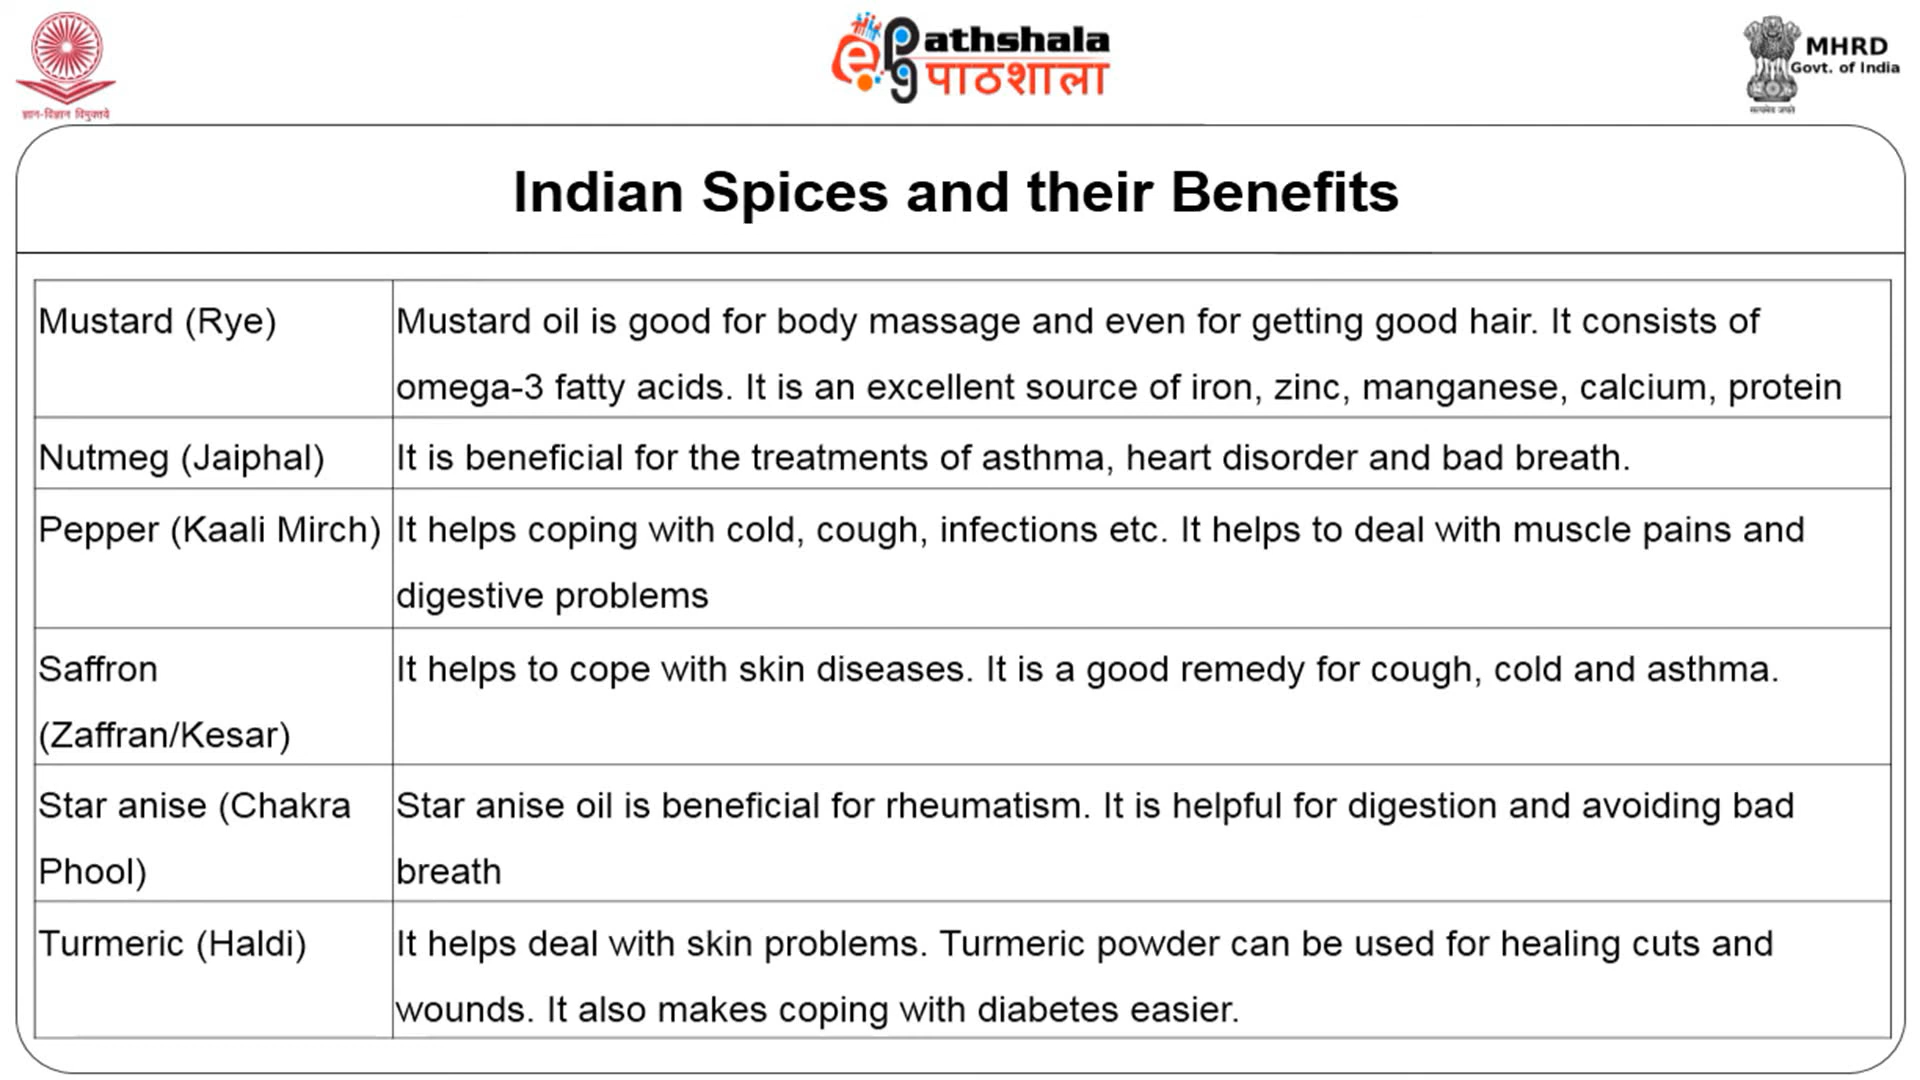 ज्ञान-विज्ञान विमुक्तये
ePathshala
pg पाठशाला
MHRD
Govt. of India
सत्यमेव जयते
Indian Spices and their Benefits
Mustard (Rye)
Mustard oil is good for body massage and even for getting good hair. It consists of
omega-3 fatty acids. It is an excellent source of iron, zinc, manganese, calcium, protein
Nutmeg (Jaiphal)
It is beneficial for the treatments of asthma, heart disorder and bad breath.
Pepper (Kaali Mirch)
It helps coping with cold, cough, infections etc. It helps to deal with muscle pains and
digestive problems
Saffron
(Zaffran/Kesar)
It helps to cope with skin diseases. It is a good remedy for cough, cold and asthma.
Star anise (Chakra
Phool)
Star anise oil is beneficial for rheumatism. It is helpful for digestion and avoiding bad
breath
Turmeric (Haldi)
It helps deal with skin problems. Turmeric powder can be used for healing cuts and
wounds. It also makes coping with diabetes easier.